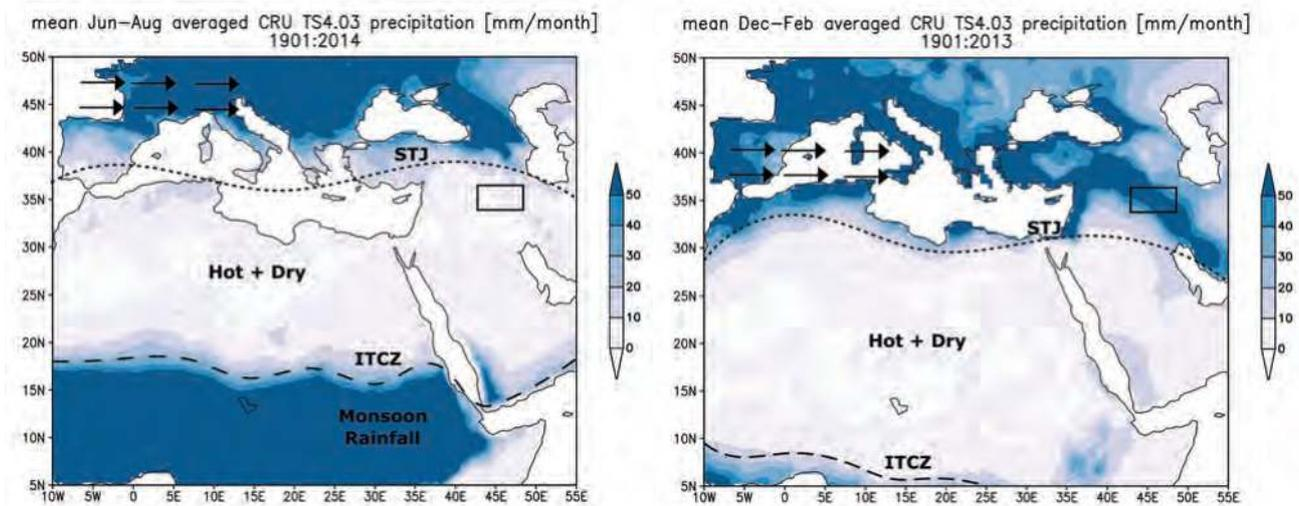 mean Jun-Aug averaged CRU TS4.03 precipitation [mm/month]
1901:2014
50N
45N
40N
35N
30N
25N
20N
15N
10N
5N
10W 5W 0 5E 10E 15E 20E 25E 30E 35E 40E 45E 50E 55E
STJ
Hot + Dry
ITCZ
Monsoon
Rainfall
50
40
30
20
10
0
mean Dec-Feb averaged CRU TS4.03 precipitation [mm/month]
1901:2013
50N
45N
40N
35N
30N
25N
20N
15N
10N
5N
10W 5W 0 5E 10E 15E 20E 25E 30E 35E 40E 45E 50E 55E
STJ
Hot + Dry
ITCZ
50
40
30
20
10
0